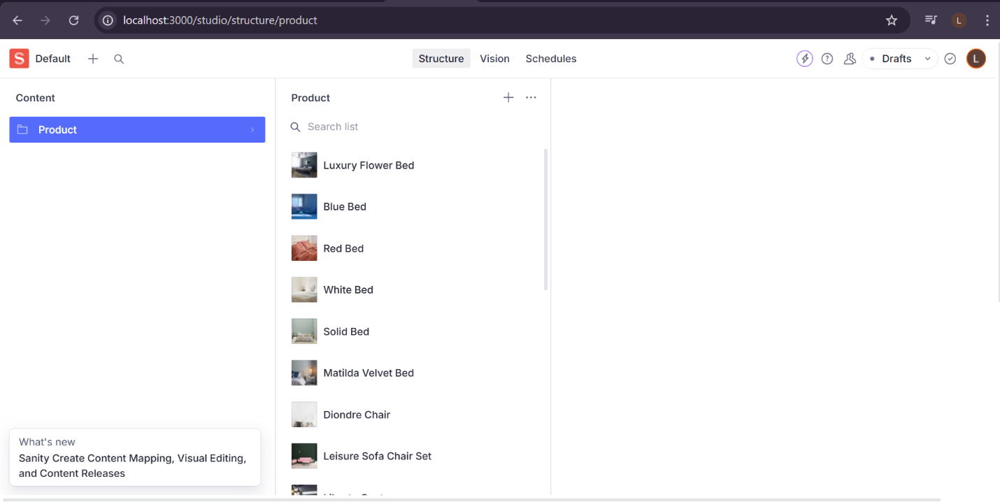 localhost:3000/studio/structure/product
L
S
Default
Structure
Vision
Schedules
Drafts
L
Content
Product
Product
Search list
Luxury Flower Bed
Blue Bed
Red Bed
White Bed
Solid Bed
Matilda Velvet Bed
Diondre Chair
Leisure Sofa Chair Set
What's new
Sanity Create Content Mapping, Visual Editing,
and Content Releases